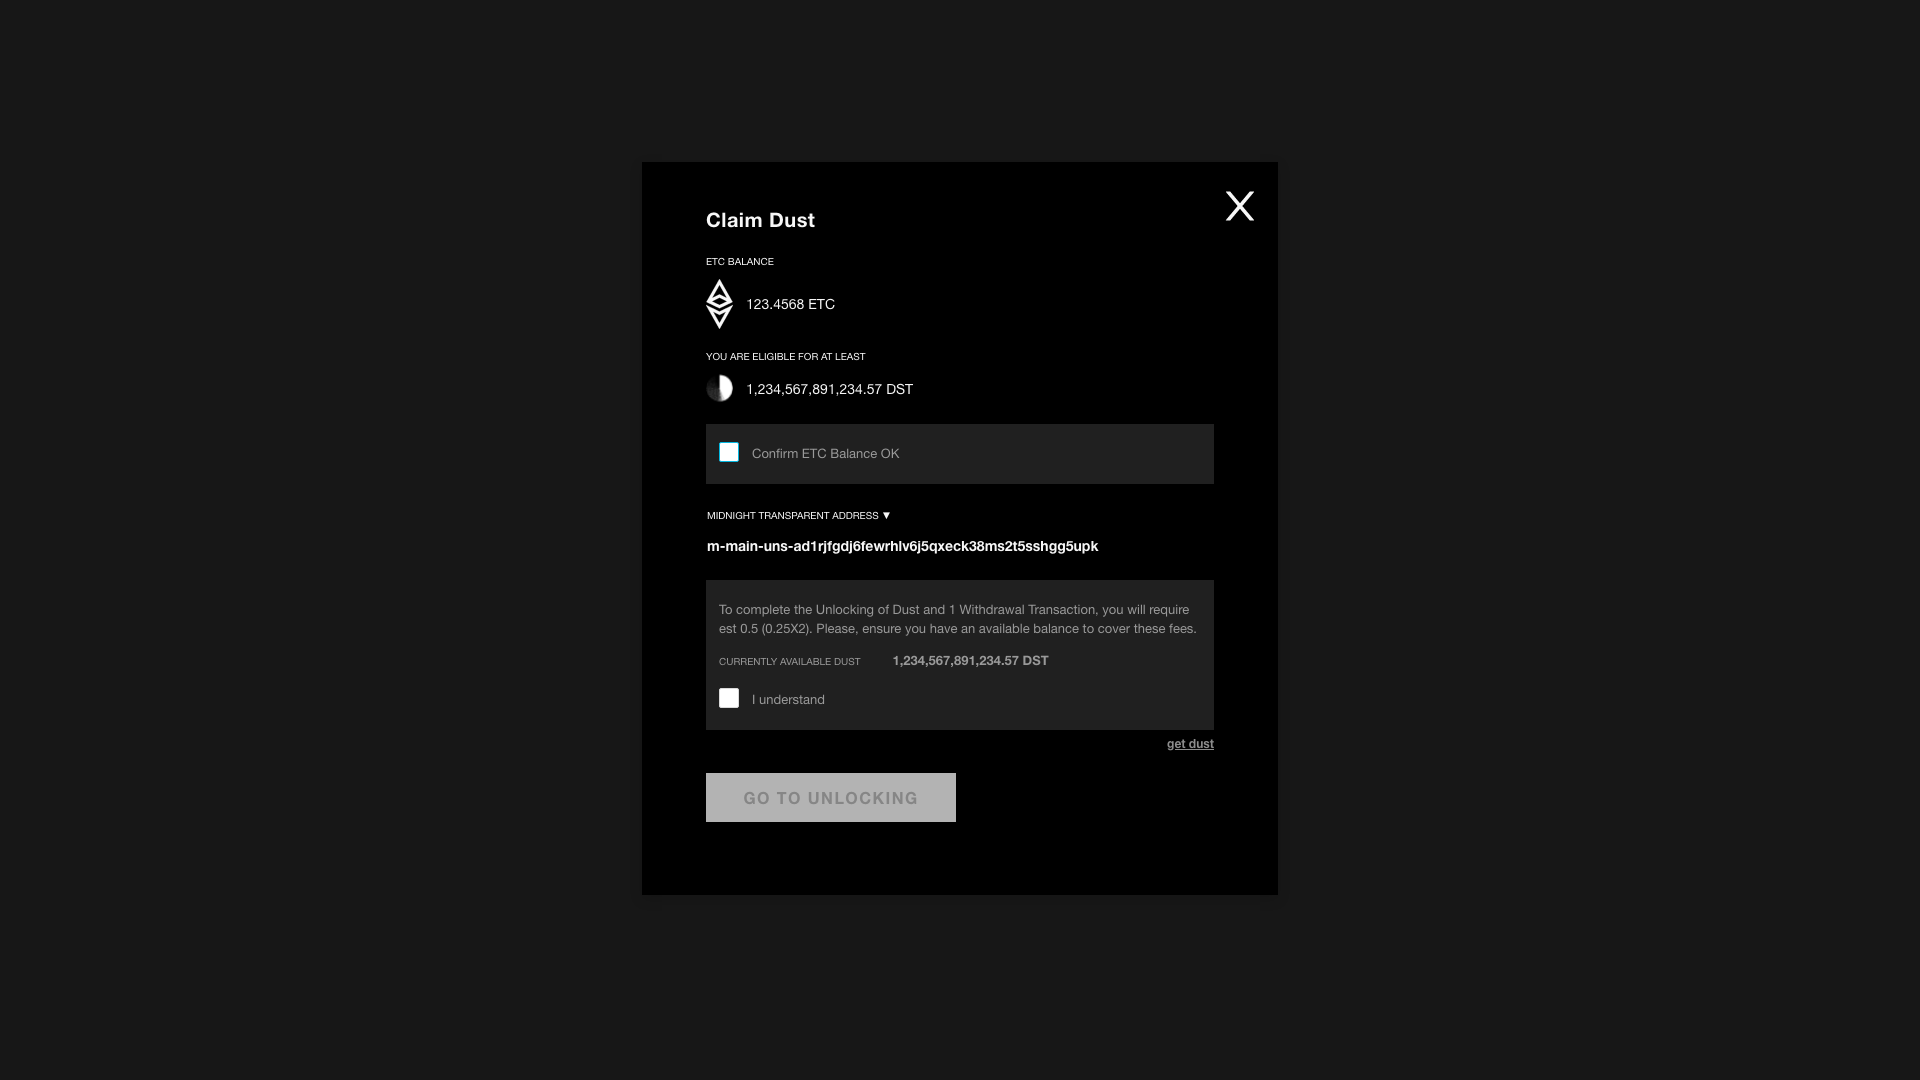 Claim Dust
X
ETC BALANCE
123.4568 ETC
YOU ARE ELIGIBLE FOR AT LEAST
1,234,567,891,234.57 DST
Confirm ETC Balance OK
MIDNIGHT TRANSPARENT ADDRESS ▼
m-main-uns-ad1rjfgdj6fewrhlv6j5qxeck38ms2t5sshgg5upk
To complete the Unlocking of Dust and 1 Withdrawal Transaction, you will require
est 0.5 (0.25X2). Please, ensure you have an available balance to cover these fees.
CURRENTLY AVAILABLE DUST 1,234,567,891,234.57 DST
I understand
get dust
GO TO UNLOCKING